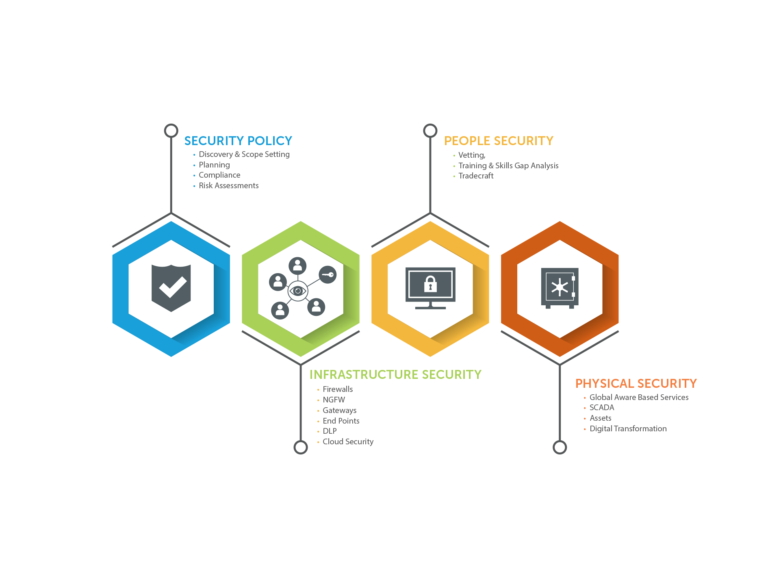 SECURITY POLICY
• Discovery & Scope Setting
• Planning
• Compliance
• Risk Assessments
INFRASTRUCTURE SECURITY
• Firewalls
• NGFW
• Gateways
• End Points
• DLP
• Cloud Security
PEOPLE SECURITY
• Vetting,
• Training & Skills Gap Analysis
• Tradecraft
PHYSICAL SECURITY
• Global Aware Based Services
• SCADA
• Assets
• Digital Transformation